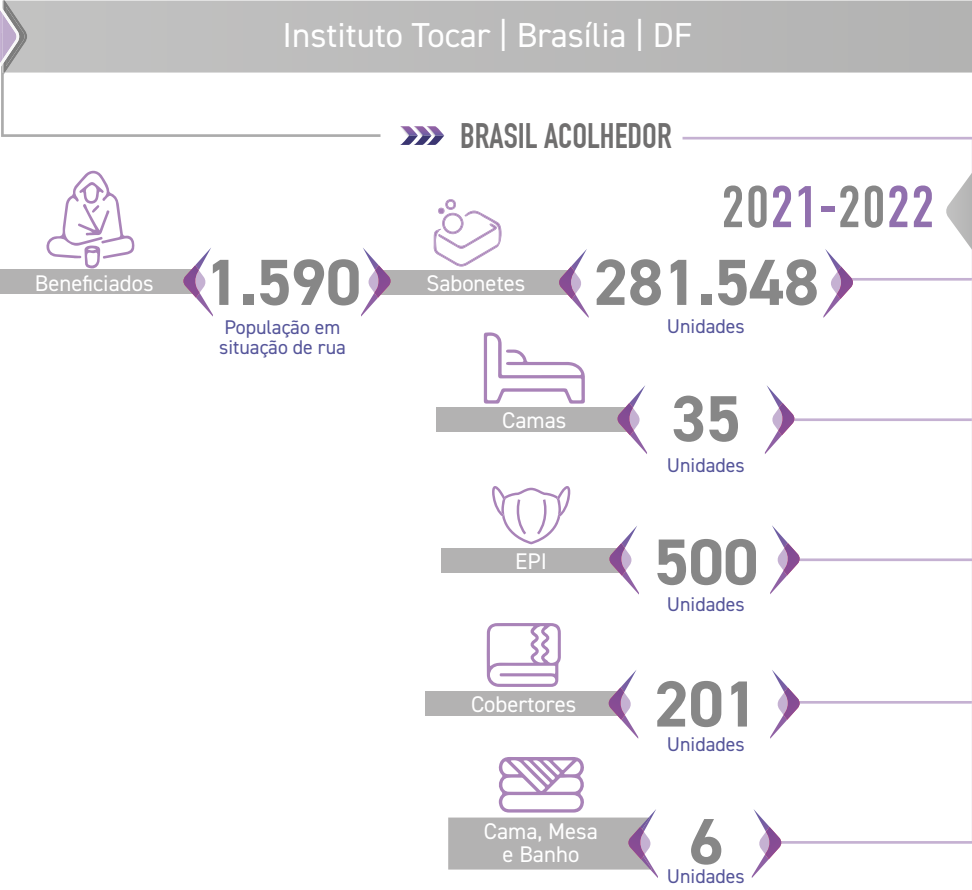 Instituto Tocar | Brasília | DF
BRASIL ACOLHEDOR
2021-2022
Beneficiados
1.590
População em
situação de rua
Sabonetes
281.548
Unidades
Camas
35
Unidades
EPI
500
Unidades
Cobertores
201
Unidades
Cama, Mesa
e Banho
6
Unidades